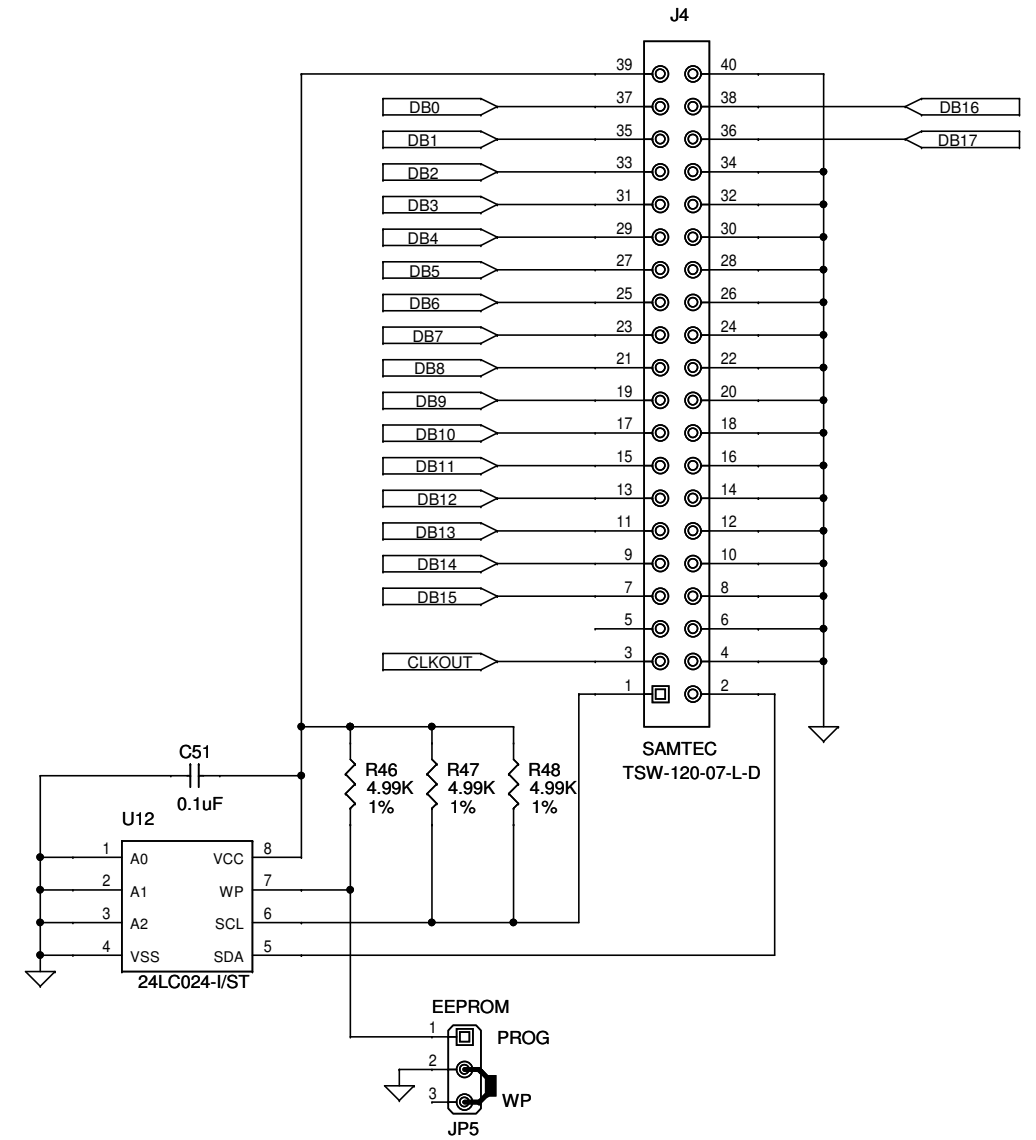 J4
39 40
DB0 37 38 DB16
DB1 35 36 DB17
DB2 33 34
DB3 31 32
DB4 29 30
DB5 27 28
DB6 25 26
DB7 23 24
DB8 21 22
DB9 19 20
DB10 17 18
DB11 15 16
DB12 13 14
DB13 11 12
DB14 9 10
DB15 7 8
5 6
CLKOUT 3 4
1 2
SAMTEC
TSW-120-07-L-D
C51
0.1uF
R46
4.99K
1%
R47
4.99K
1%
R48
4.99K
1%
U12
1 A0 VCC 8
2 A1 WP 7
3 A2 SCL 6
4 VSS SDA 5
24LC024-I/ST
EEPROM
1 PROG
2
3 WP
JP5